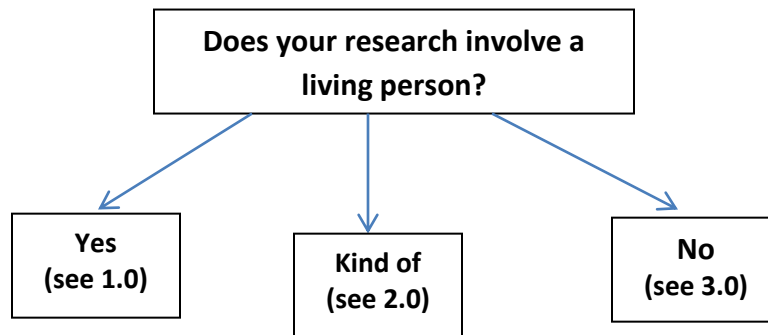 Does your research involve a
living person?
Yes
(see 1.0)
Kind of
(see 2.0)
No
(see 3.0)